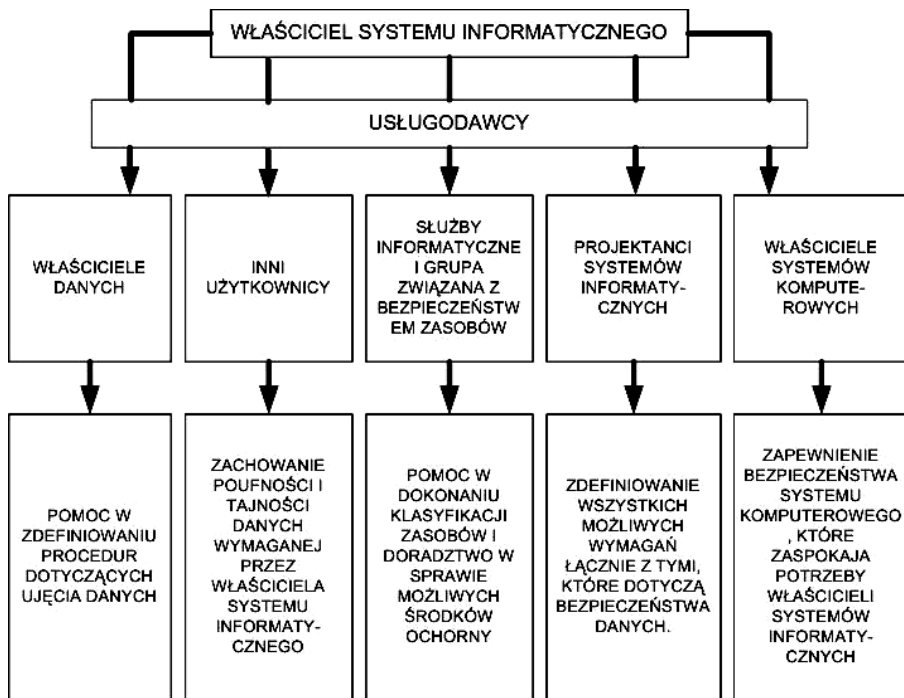 WŁAŚCICIEL SYSTEMU INFORMATYCZNEGO
USŁUGODAWCY
WŁAŚCICIELE
DANYCH
INNI
UŻYTKOWNICY
SŁUŻBY
INFORMATYCZNE
I GRUPA
ZWIĄZANA Z
BEZPIECZEŃSTW
EM ZASOBÓW
PROJEKTANCI
SYSTEMÓW
INFORMATY-
CZNYCH
WŁAŚCICIELE
SYSTEMÓW
KOMPUTE-
ROWYCH
POMOC W
ZDEFINIOWANIU
PROCEDUR
DOTYCZĄCYCH
UJĘCIA DANYCH
ZACHOWANIE
POUFNOŚCI I
TAJNOŚCI
DANYCH
WYMAGANEJ
PRZEZ
WŁAŚCICIELA
SYSTEMU
INFORMATY-
CZNEGO
POMOC W
DOKONANIU
KLASYFIKACJI
ZASOBÓW I
DORADZTWO W
SPRAWIE
MOŻLIWYCH
ŚRODKÓW
OCHORNY
ZDEFINIOWANIE
WSZYSTKICH
MOŻLIWYCH
WYMAGAŃ
ŁĄCZNIE Z TYMI,
KTÓRE DOTYCZĄ
BEZPIECZEŃSTWA
DANYCH.
ZAPEWNIENIE
BEZPIECZEŃSTWA
SYSTEMU
KOMPUTEROWEGO
, KTÓRE
ZASPOKAJA
POTRZEBY
WŁAŚCICIELI
SYSTEMÓW
INFORMATY-
CZNYCH